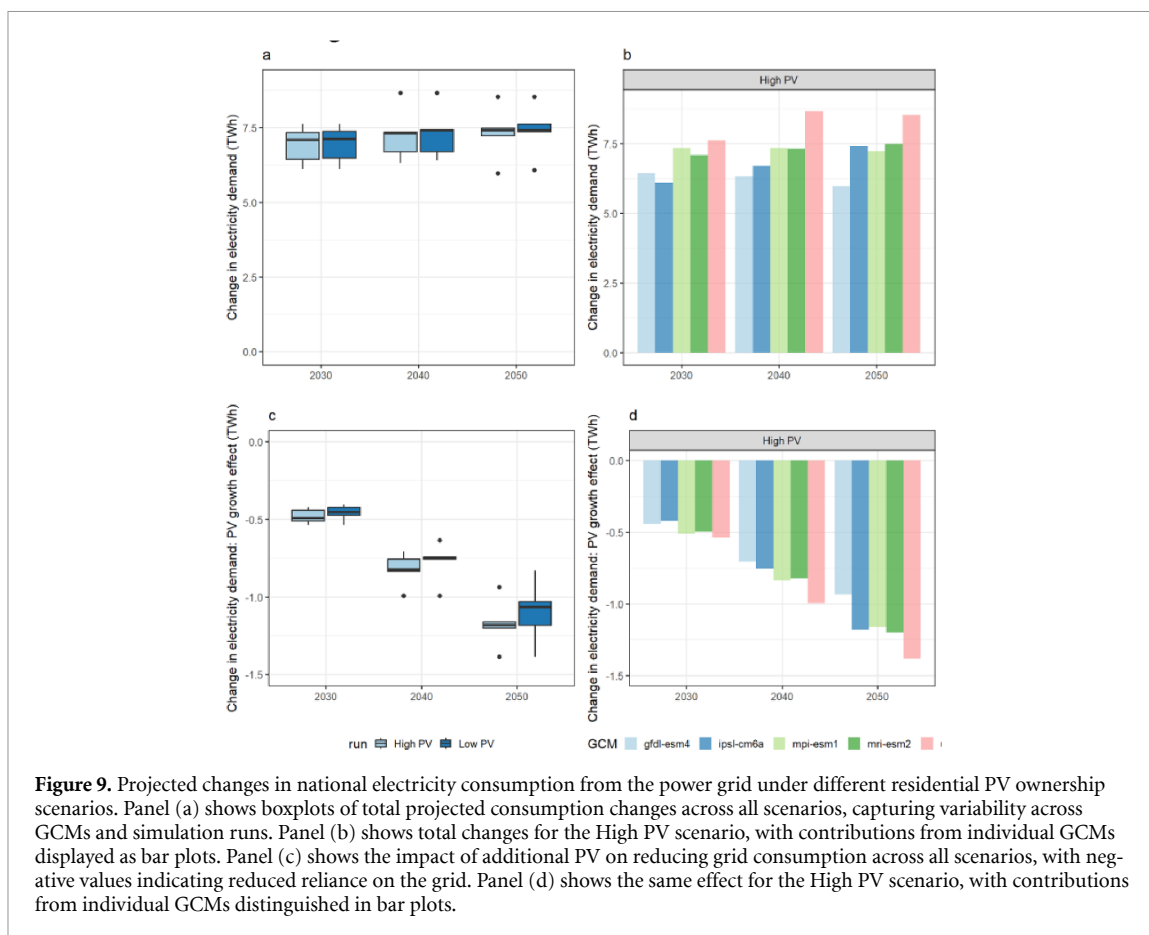 a
b
High PV
Change in electricity demand (TWh)
7.5
5.0
2.5
0.0
2030
2040
2050
Change in electricity demand (TWh)
7.5
5.0
2.5
0.0
2030
2040
2050
c
d
High PV
Change in electricity demand: PV growth effect (TWh)
0.0
-0.5
-1.0
-1.5
2030
2040
2050
Change in electricity demand: PV growth effect (TWh)
0.0
-0.5
-1.0
-1.5
2030
2040
2050
run High PV Low PV
GCM gfdl-esm4 ipsl-cm6a mpi-esm1 mri-esm2
Figure 9. Projected changes in national electricity consumption from the power grid under different residential PV ownership
scenarios. Panel (a) shows boxplots of total projected consumption changes across all scenarios, capturing variability across
GCMs and simulation runs. Panel (b) shows total changes for the High PV scenario, with contributions from individual GCMs
displayed as bar plots. Panel (c) shows the impact of additional PV on reducing grid consumption across all scenarios, with neg-
ative values indicating reduced reliance on the grid. Panel (d) shows the same effect for the High PV scenario, with contributions
from individual GCMs distinguished in bar plots.